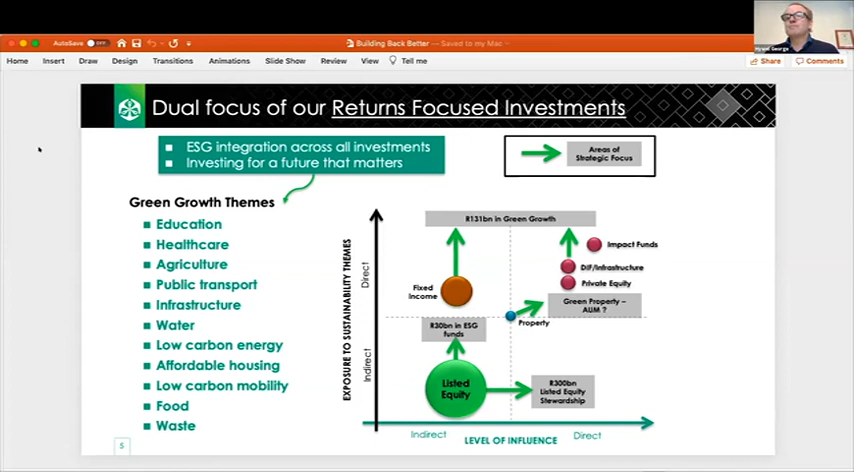 AutoSave OFF
Building Back Better — Saved to my Mac
Home Insert Draw Design Transitions Animations Slide Show Review View Tell me
Share Comments
Hywel George
Dual focus of our Returns Focused Investments
ESG integration across all investments
Investing for a future that matters
Areas of
Strategic Focus
Green Growth Themes
Education
Healthcare
Agriculture
Public transport
Infrastructure
Water
Low carbon energy
Affordable housing
Low carbon mobility
Food
Waste
EXPOSURE TO SUSTAINABILITY THEMES
Direct
Indirect
R131bn in Green Growth
Impact Funds
DIF/Infrastructure
Private Equity
Fixed
Income
Green Property –
AUM ?
Property
R30bn in ESG
funds
Listed
Equity
R300bn
Listed Equity
Stewardship
Indirect
LEVEL OF INFLUENCE
Direct
5